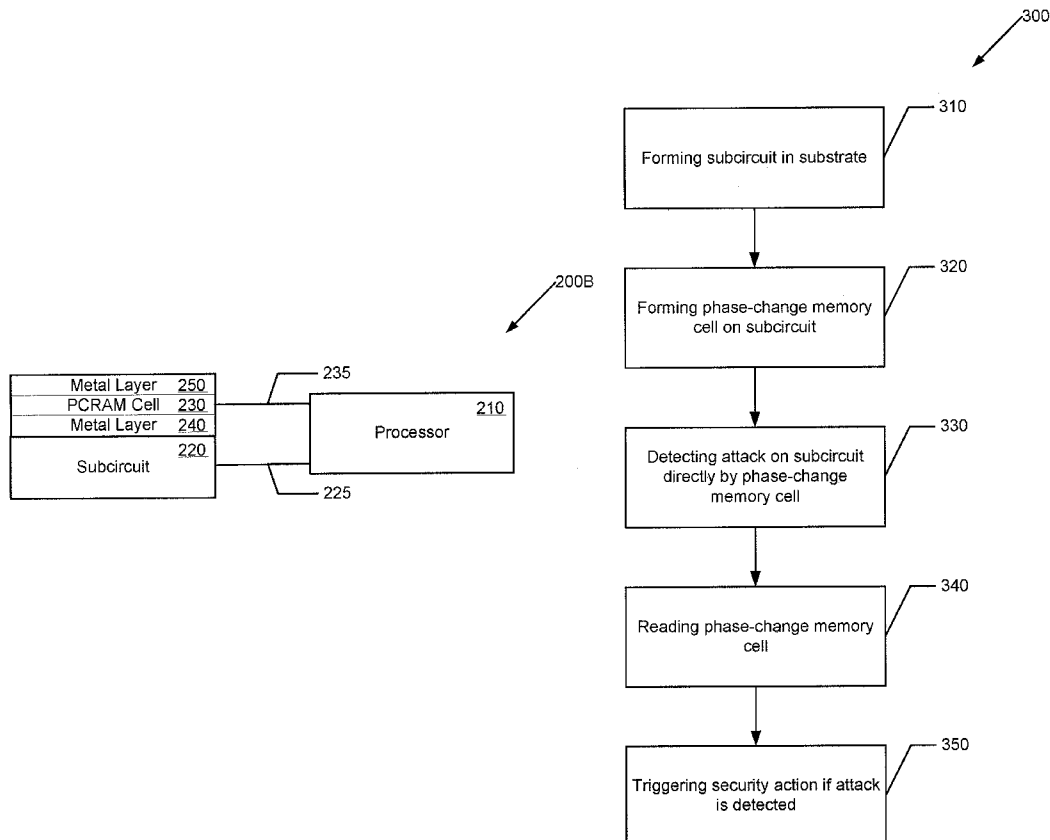 200B
Metal Layer 250
PCRAM Cell 230
Metal Layer 240
220
Subcircuit
235
225
210
Processor
300
310
Forming subcircuit in substrate
320
Forming phase-change memory
cell on subcircuit
330
Detecting attack on subcircuit
directly by phase-change
memory cell
340
Reading phase-change memory
cell
350
Triggering security action if attack
is detected